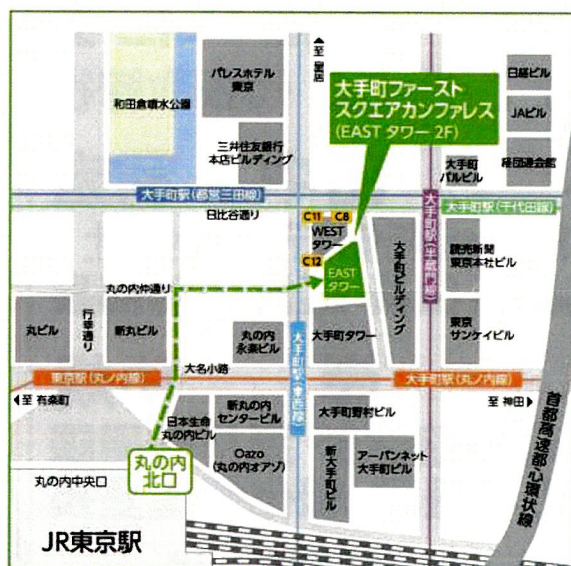 ▲至 皇居
和田倉噴水公園
パレスホテル
東京
三井住友銀行
本店ビルディング
大手町ファースト
スクエアカンファレス
(EAST タワー 2F)
日経ビル
JAビル
経団連会館
大手町
パルビル
大手町駅(都営三田線)
日比谷通り
大手町駅(千代田線)
大手町駅(半蔵門線)
C11
C8
WEST
タワー
C12
EAST
タワー
大手町ビルディング
読売新聞
東京本社ビル
丸の内仲通り
丸ビル
行幸通り
新丸ビル
丸の内
永楽ビル
大手町駅(東西線)
大手町タワー
東京
サンケイビル
大名小路
東京駅(丸ノ内線)
大手町駅(丸ノ内線)
◀至 有楽町
至 神田▶
日本生命
丸の内ビル
新丸の内
センタービル
大手町野村ビル
首都高速都心環状線
丸の内
北口
Oazo
(丸の内オアゾ)
新大手町ビル
アーバンネット
大手町ビル
丸の内中央口
JR東京駅